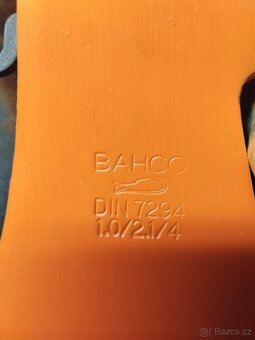 BAHCO
DIN 7294
1.0/2.1/4
© Bazos.cz